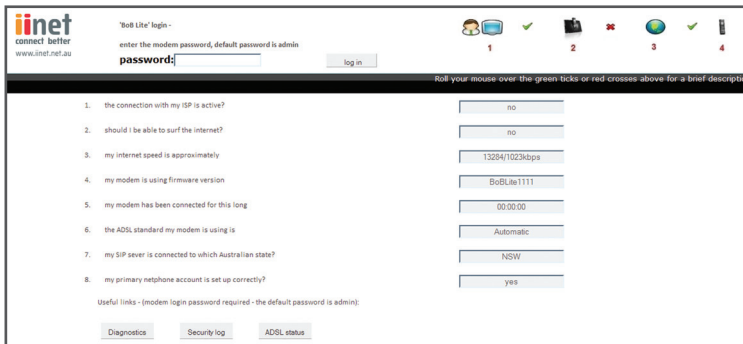 iinet
connect better
www.iinet.net.au
'BoB Lite' login -
enter the modem password, default password is admin
password:
log in
1 2 3 4
Roll your mouse over the green ticks or red crosses above for a brief descripti
1. the connection with my ISP is active? no
2. should I be able to surf the internet? no
3. my internet speed is approximately 13284/1023kbps
4. my modem is using firmware version BoBLite1111
5. my modem has been connected for this long 00:00:00
6. the ADSL standard my modem is using is Automatic
7. my SIP sever is connected to which Australian state? NSW
8. my primary netphone account is set up correctly? yes
Useful links - (modem login password required - the default password is admin):
Diagnostics Security log ADSL status